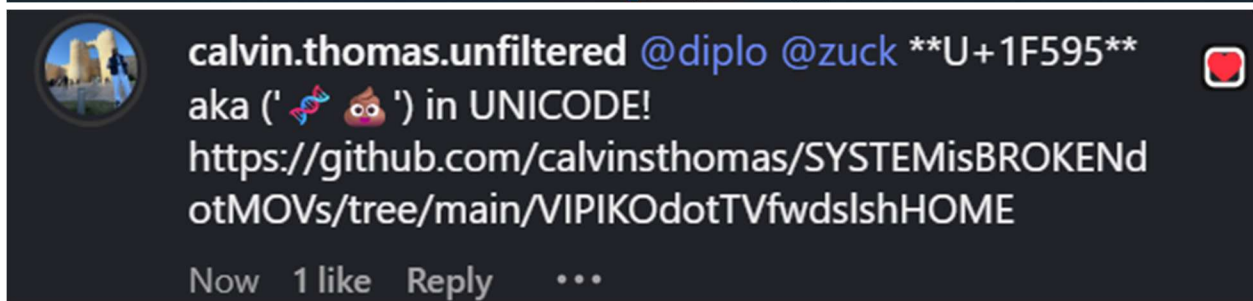 calvin.thomas.unfiltered @diplo @zuck **U+1F595**
aka ('🧬 💩') in UNICODE!
https://github.com/calvinsthomas/SYSTEMisBROKENd
otMOVs/tree/main/VIPIKOdotTVfwdslshHOME
Now 1 like Reply •••